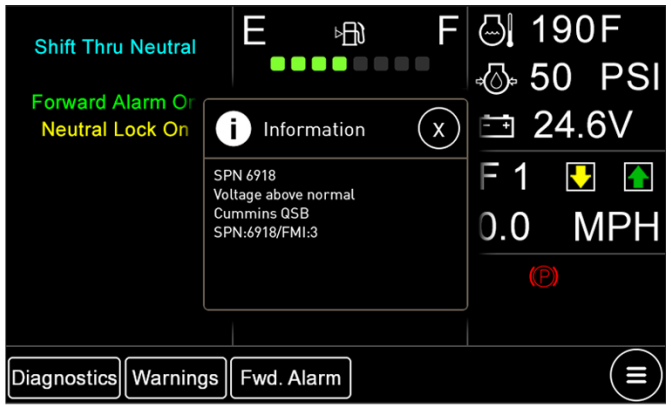 Shift Thru Neutral
Forward Alarm On
Neutral Lock On
E F
190F
50 PSI
24.6V
F 1
0.0 MPH
(P)
i Information X
SPN 6918
Voltage above normal
Cummins QSB
SPN:6918/FMI:3
Diagnostics Warnings Fwd. Alarm